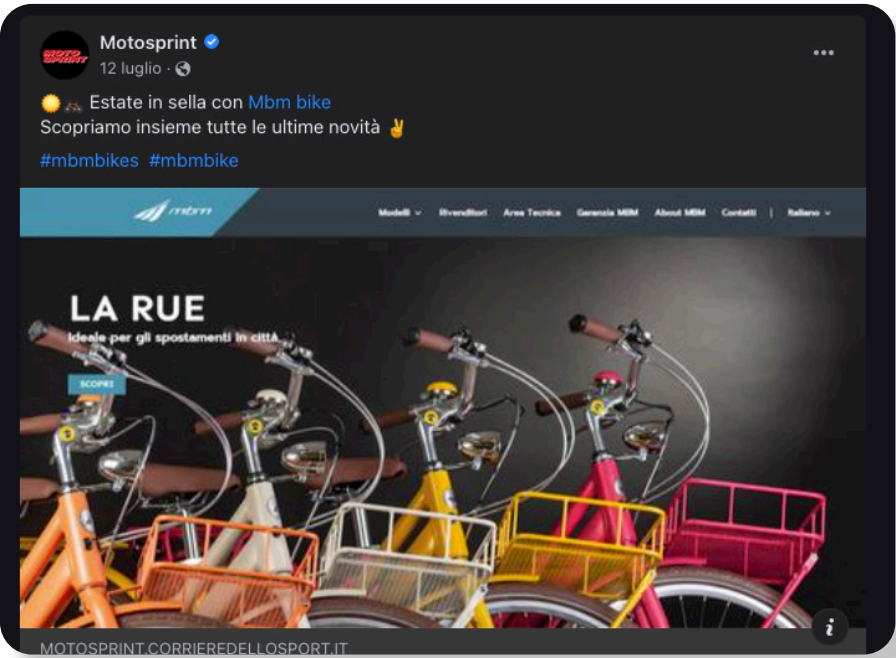 MOTO
SPRINT
Motosprint
12 luglio ·
Estate in sella con Mbm bike
Scopriamo insieme tutte le ultime novità
#mbmbikes #mbmbike
mbm
Modelli Rivenditori Area Tecnica Garanzia MBM About MBM Contatti | Italiano
LA RUE
Ideale per gli spostamenti in città
SCOPRI
MOTOSPRINT.CORRIEREDELLOSPORT.IT